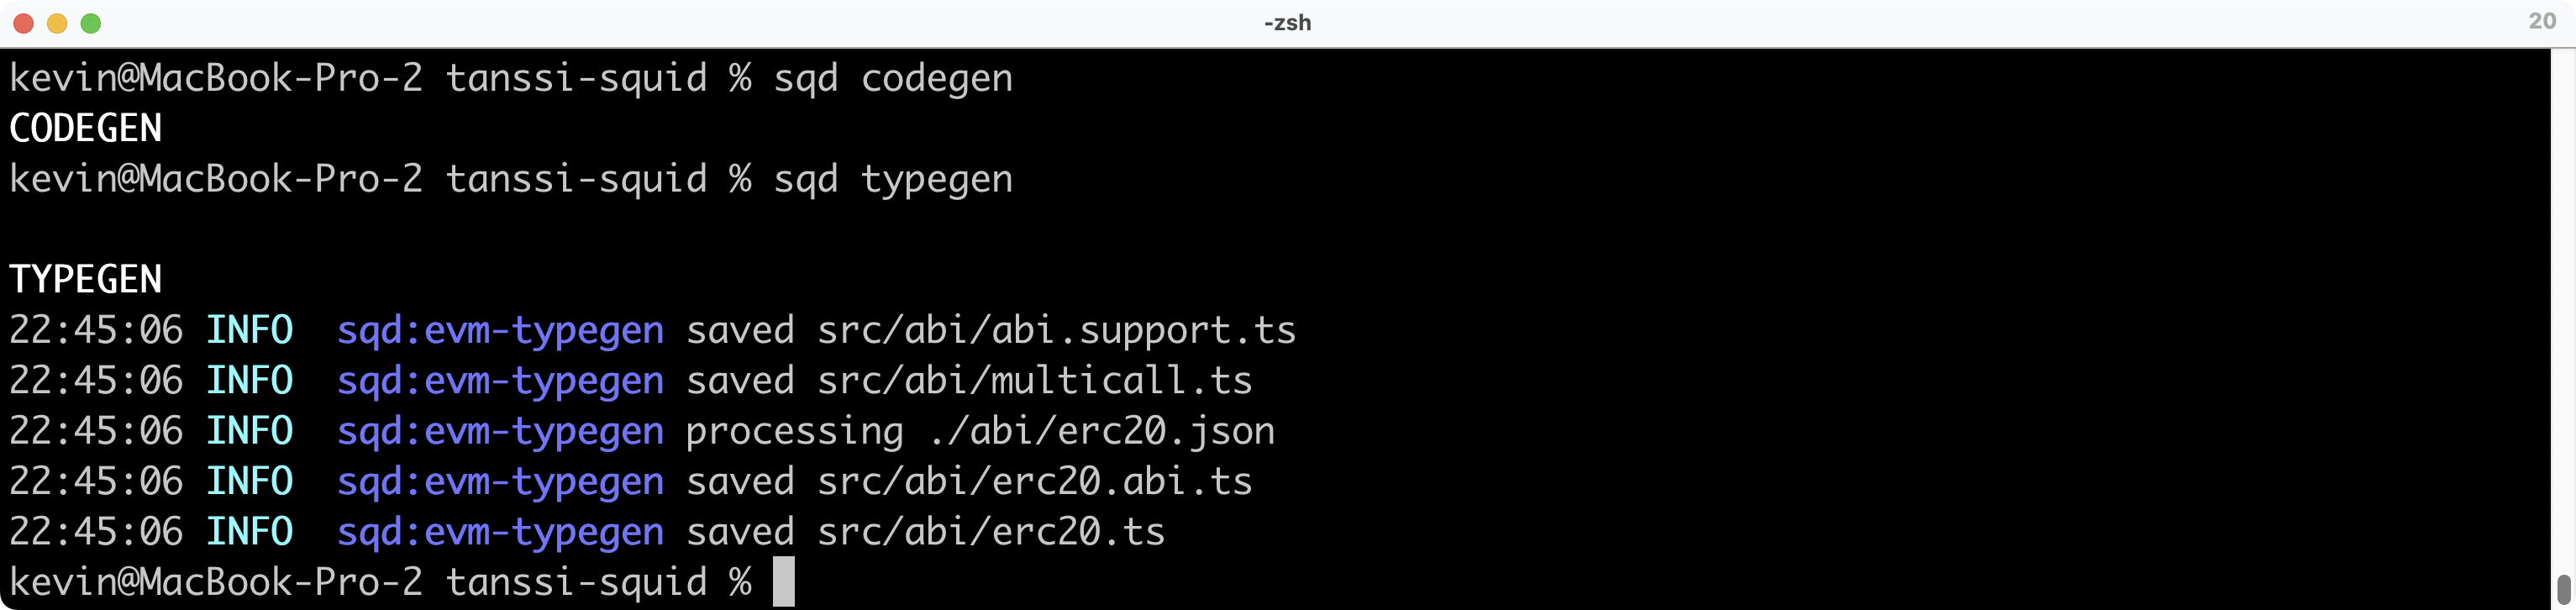 -zsh
20
kevin@MacBook-Pro-2 tanssi-squid % sqd codegen
CODEGEN
kevin@MacBook-Pro-2 tanssi-squid % sqd typegen
TYPEGEN
22:45:06 INFO  sqd:evm-typegen saved src/abi/abi.support.ts
22:45:06 INFO  sqd:evm-typegen saved src/abi/multicall.ts
22:45:06 INFO  sqd:evm-typegen processing ./abi/erc20.json
22:45:06 INFO  sqd:evm-typegen saved src/abi/erc20.abi.ts
22:45:06 INFO  sqd:evm-typegen saved src/abi/erc20.ts
kevin@MacBook-Pro-2 tanssi-squid %